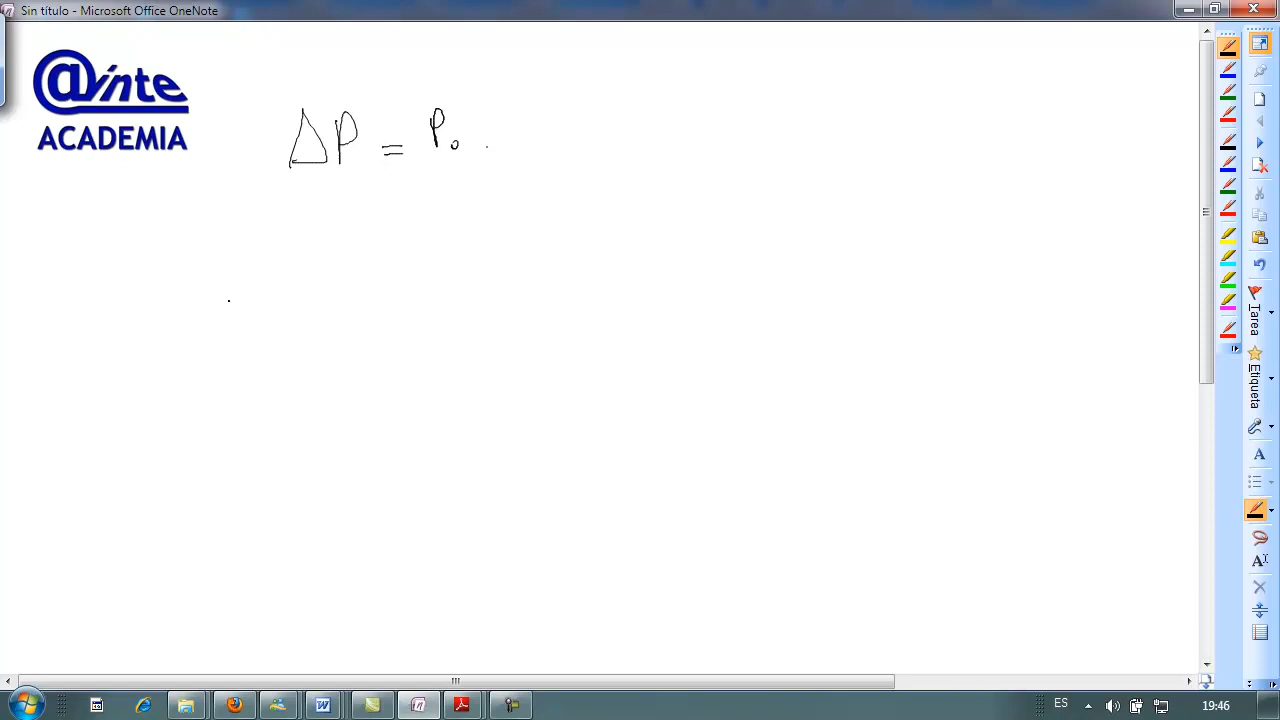 Sin título - Microsoft Office OneNote
@inte
ACADEMIA
ΔP = P₀
Tarea
Etiqueta
A
A
ES
19:46